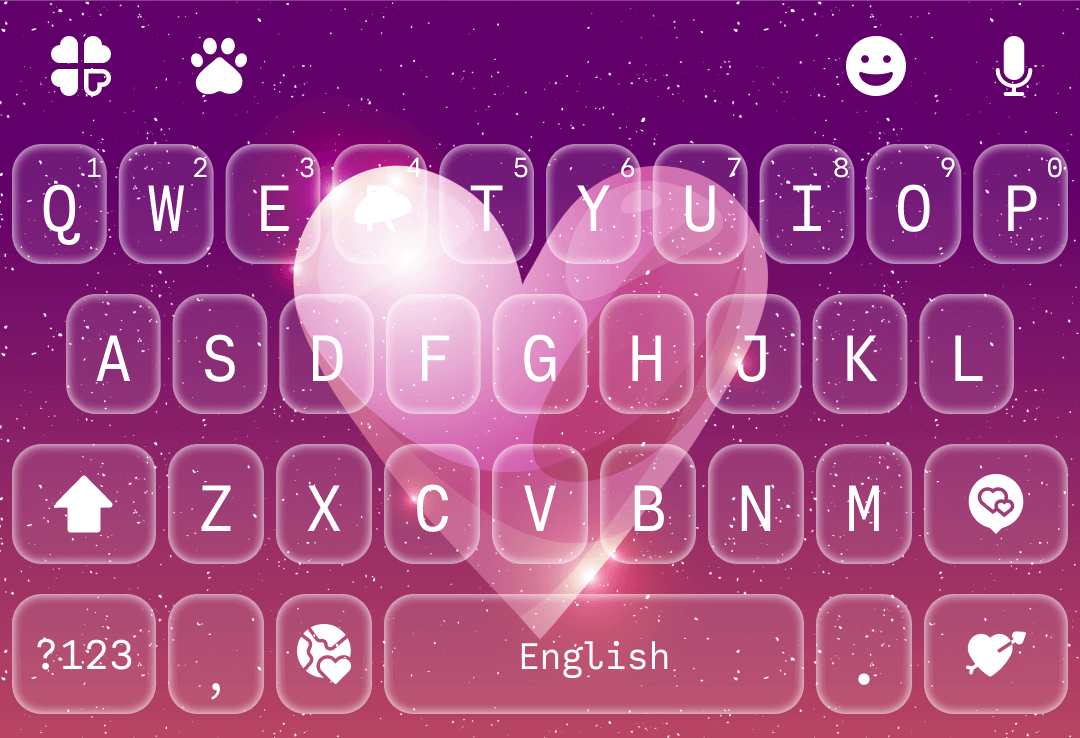 1 2 3 4 5 6 7 8 9 0
Q W E R T Y U I O P
A S D F G H J K L
Z X C V B N M
?123 , English .